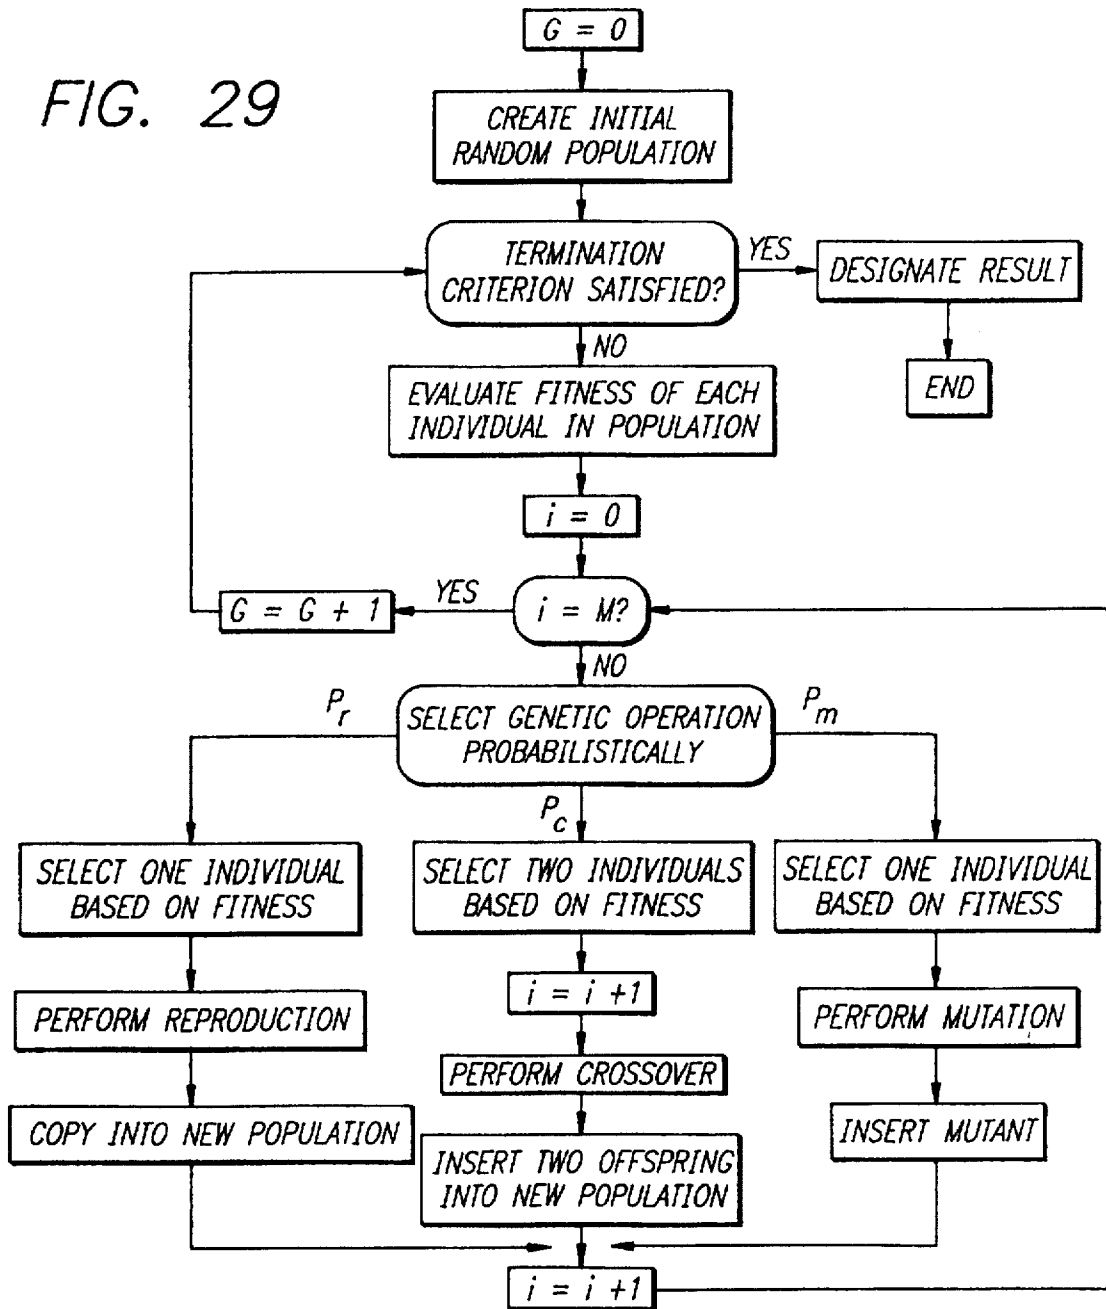 G = 0
FIG. 29
CREATE INITIAL
RANDOM POPULATION
TERMINATION
CRITERION SATISFIED?
YES
DESIGNATE RESULT
NO
END
EVALUATE FITNESS OF EACH
INDIVIDUAL IN POPULATION
i = 0
G = G + 1
YES
i = M?
NO
Pr
SELECT GENETIC OPERATION
PROBABILISTICALLY
Pm
Pc
SELECT ONE INDIVIDUAL
BASED ON FITNESS
SELECT TWO INDIVIDUALS
BASED ON FITNESS
SELECT ONE INDIVIDUAL
BASED ON FITNESS
i = i +1
PERFORM REPRODUCTION
PERFORM MUTATION
PERFORM CROSSOVER
COPY INTO NEW POPULATION
INSERT MUTANT
INSERT TWO OFFSPRING
INTO NEW POPULATION
i = i +1